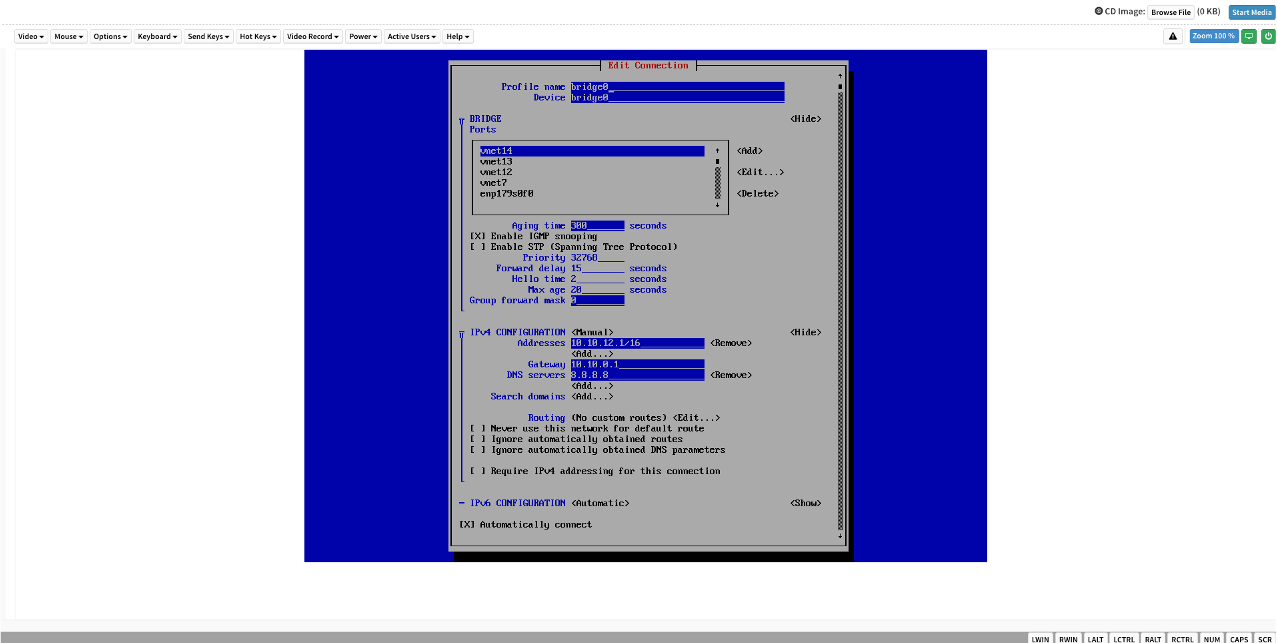 CD Image: Browse File (0 KB) Start Media
Video Mouse Options Keyboard Send Keys Hot Keys Video Record Power Active Users Help Zoom 100 %
Edit Connection
Profile name bridge0
Device bridge0
BRIDGE <Hide>
Ports
vnet14 <Add>
vnet13
vnet12 <Edit...>
vnet7
enp179s0f0 <Delete>
Aging time 300 seconds
[X] Enable IGMP snooping
[ ] Enable STP (Spanning Tree Protocol)
Priority 32768
Forward delay 15 seconds
Hello time 2 seconds
Max age 20 seconds
Group forward mask 0
IPv4 CONFIGURATION <Manual> <Hide>
Addresses 10.10.12.1/16 <Remove>
<Add...>
Gateway 10.10.0.1
DNS servers 8.8.8.8 <Remove>
<Add...>
Search domains <Add...>
Routing (No custom routes) <Edit...>
[ ] Never use this network for default route
[ ] Ignore automatically obtained routes
[ ] Ignore automatically obtained DNS parameters
[ ] Require IPv4 addressing for this connection
IPv6 CONFIGURATION <Automatic> <Show>
[X] Automatically connect
LWIN RWIN LALT LCTRL RALT RCTRL NUM CAPS SCR